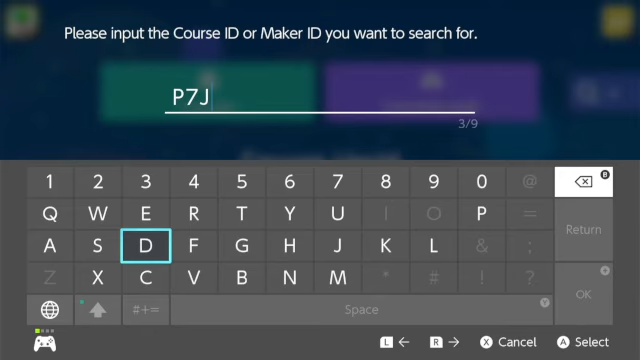 Please input the Course ID or Maker ID you want to search for.
P7J
3/9
1 2 3 4 5 6 7 8 9 0 @
Q W E R T Y U I O P =
Return
A S D F G H J K L & ;
Z X C V B N M * # ! ?
OK
#+= Space
L ← R → X Cancel A Select